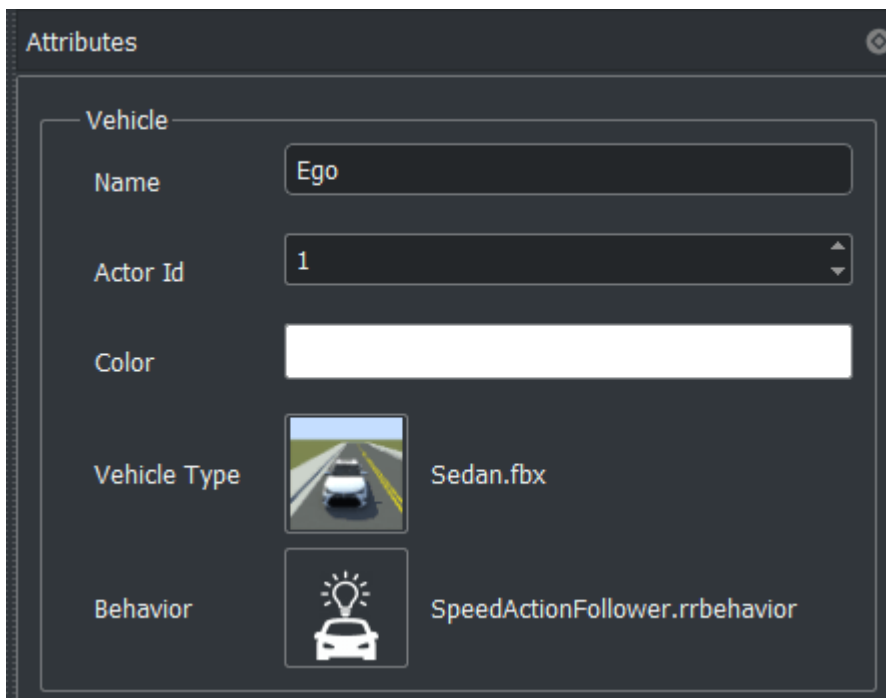 Attributes
Vehicle
Name
Ego
Actor Id
1
Color
Vehicle Type
Sedan.fbx
Behavior
SpeedActionFollower.rrbehavior